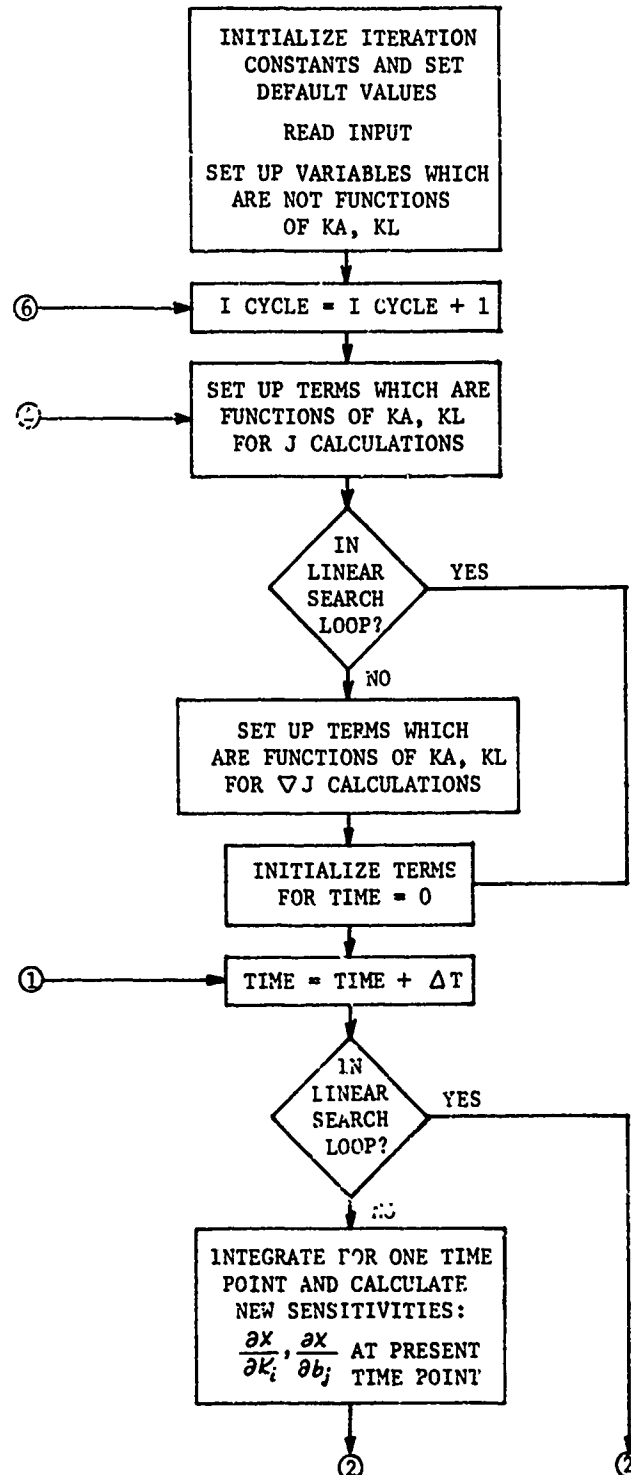 INITIALIZE ITERATION
CONSTANTS AND SET
DEFAULT VALUES
READ INPUT
SET UP VARIABLES WHICH
ARE NOT FUNCTIONS
OF KA, KL
⑥
I CYCLE = I CYCLE + 1
SET UP TERMS WHICH ARE
FUNCTIONS OF KA, KL
FOR J CALCULATIONS
IN
LINEAR
SEARCH
LOOP?
YES
NO
SET UP TERMS WHICH
ARE FUNCTIONS OF KA, KL
FOR ∇J CALCULATIONS
INITIALIZE TERMS
FOR TIME = 0
①
TIME = TIME + ΔT
IN
LINEAR
SEARCH
LOOP?
YES
NO
INTEGRATE FOR ONE TIME
POINT AND CALCULATE
NEW SENSITIVITIES:
∂x/∂K_i, ∂x/∂b_j AT PRESENT
TIME POINT
② ②